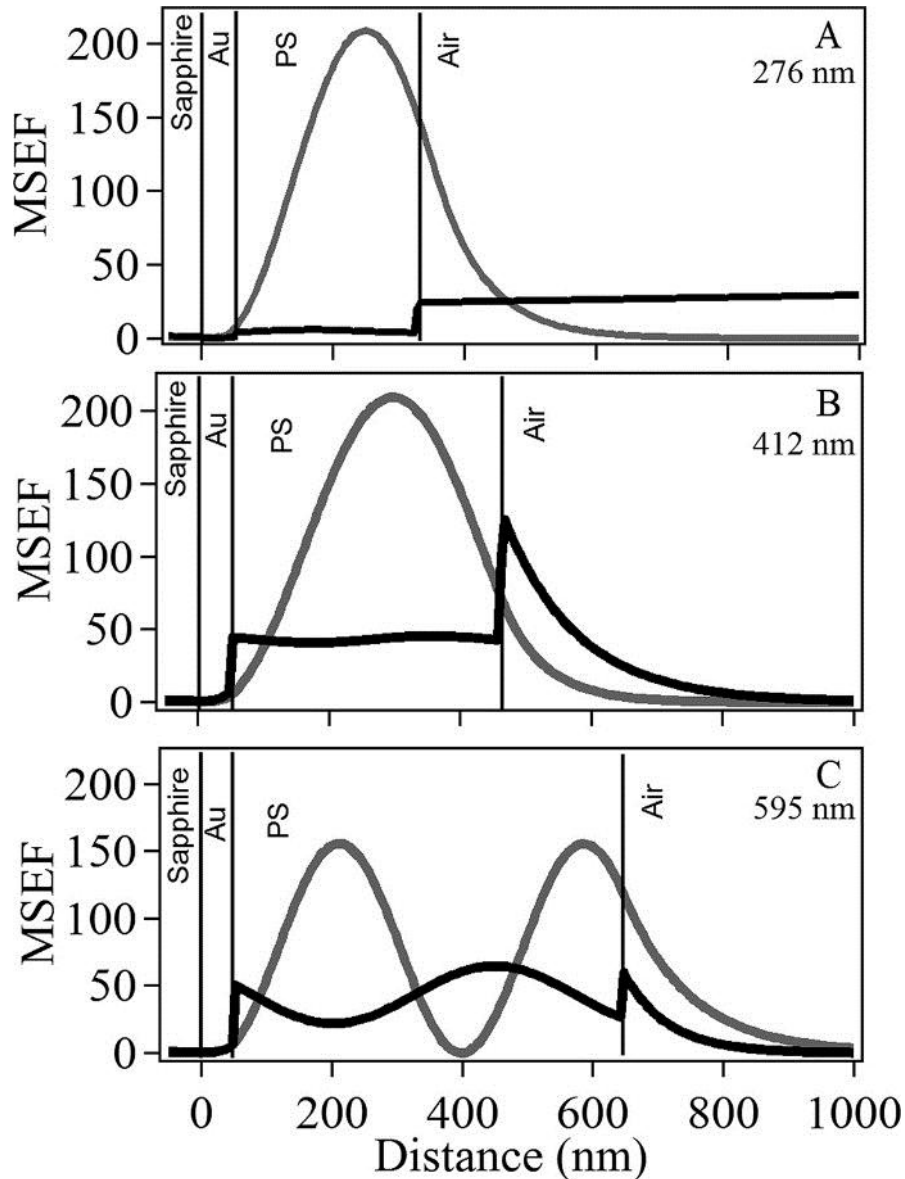 MSEF
200
150
100
50
0
Sapphire
Au
PS
Air
A
276 nm
MSEF
200
150
100
50
0
Sapphire
Au
PS
Air
B
412 nm
MSEF
200
150
100
50
0
Sapphire
Au
PS
Air
C
595 nm
0 200 400 600 800 1000
Distance (nm)